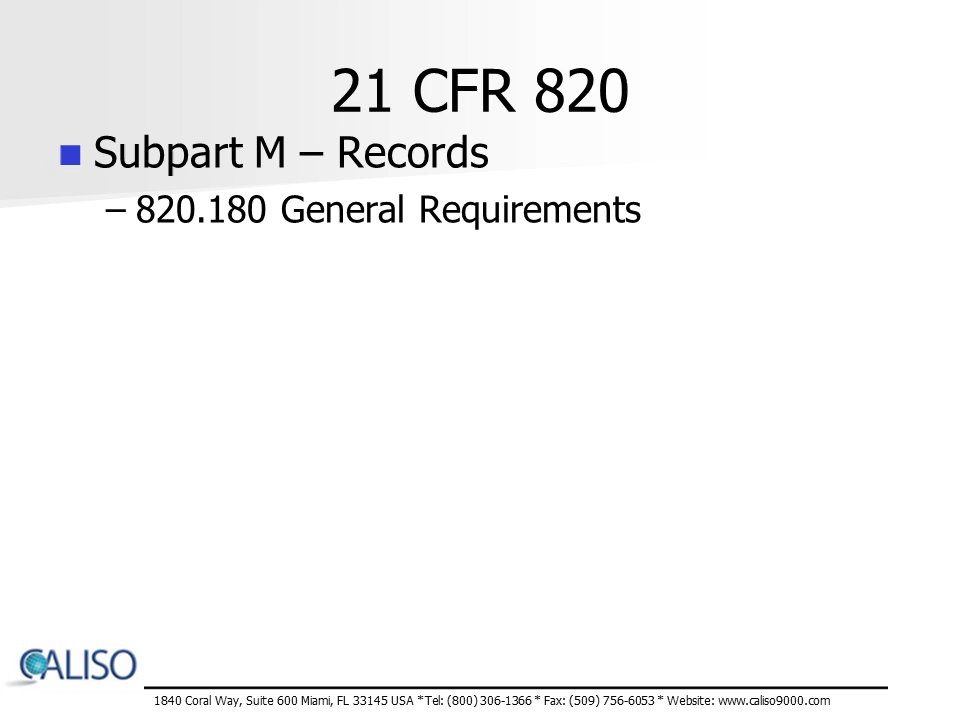 21 CFR 820
Subpart M – Records
– 820.180 General Requirements
CALISO
1840 Coral Way, Suite 600 Miami, FL 33145 USA *Tel: (800) 306-1366 * Fax: (509) 756-6053 * Website: www.caliso9000.com